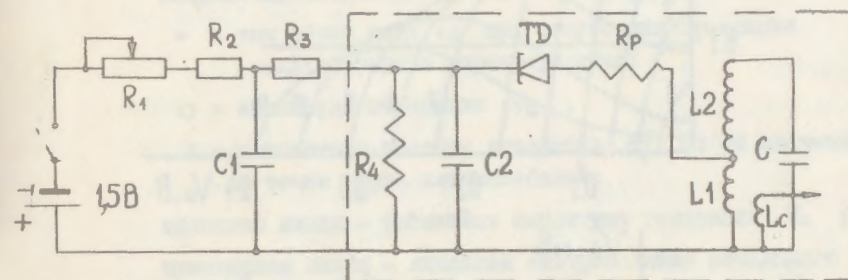 TD
R2 R3 Rp
R1
L2
C1 R4 C2 C
L1
Lc
1,5В
- +